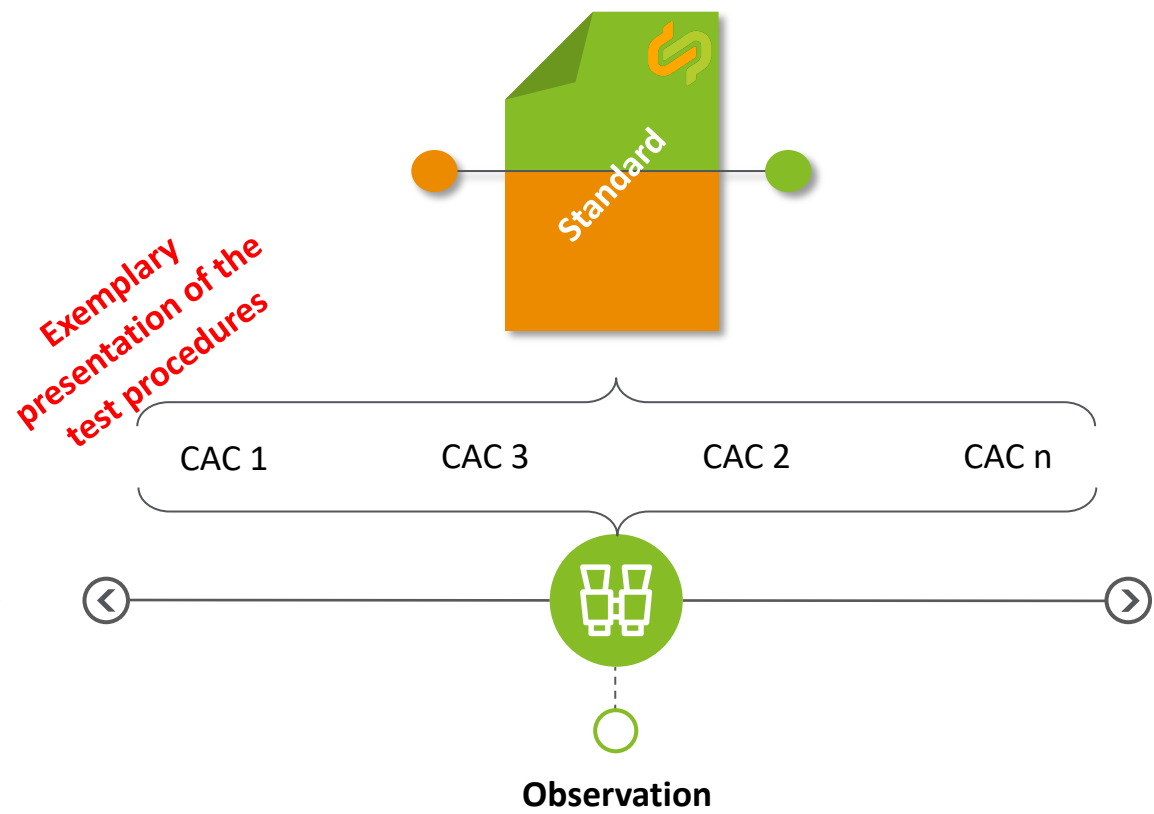 Standard
Exemplary
presentation of the
test procedures
CAC 1
CAC 3
CAC 2
CAC n
Observation